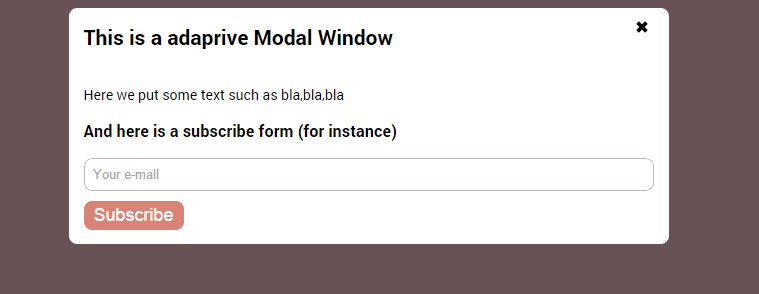 This is a adaprive Modal Window
✖
Here we put some text such as bla,bla,bla
And here is a subscribe form (for instance)
Your e-mail
Subscribe